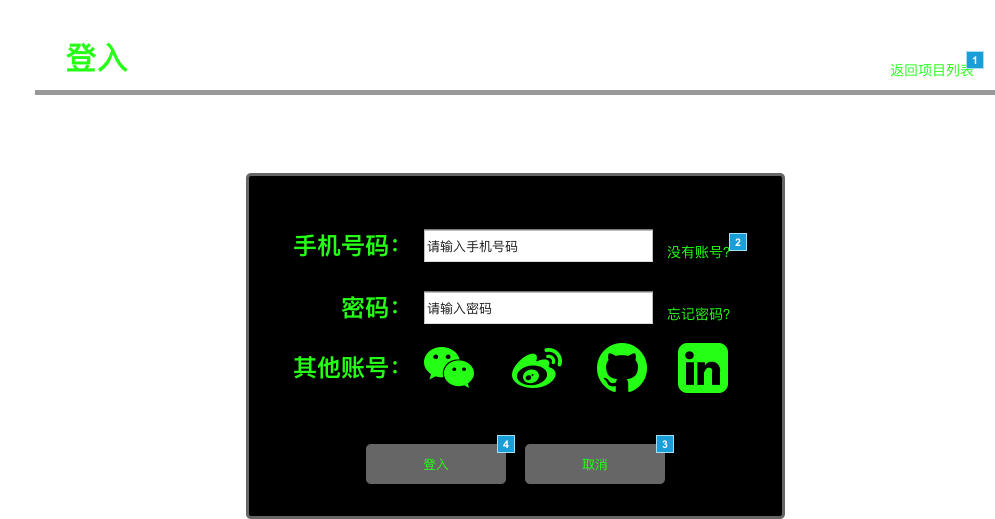 登入
返回项目列表 1
手机号码： 请输入手机号码 没有账号? 2
密码： 请输入密码 忘记密码?
其他账号： in
登入 4 取消 3